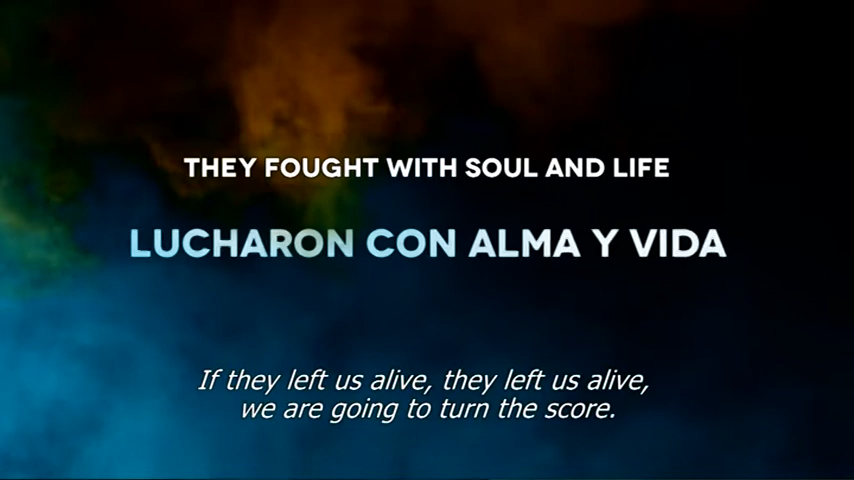 THEY FOUGHT WITH SOUL AND LIFE
LUCHARON CON ALMA Y VIDA
If they left us alive, they left us alive,
we are going to turn the score.